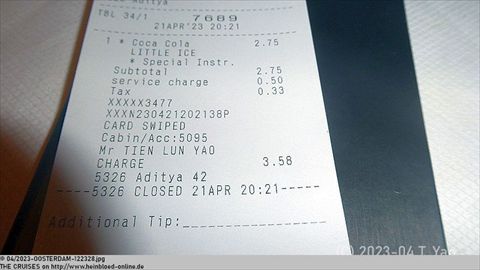 Aditya
TBL 34/1 7689
21APR'23 20:21
1 * Coca Cola 2.75
LITTLE ICE
* Special Instr.
Subtotal 2.75
service charge 0.50
Tax 0.33
XXXXX3477
XXXN230421202138P
CARD SWIPED
Cabin/Acc:5095
Mr TIEN LUN YAO
CHARGE 3.58
5326 Aditya 42
----5326 CLOSED 21APR 20:21-----
Additional Tip:
© 2023-04 T.Yao
© 04/2023-OOSTERDAM-I22328.jpg
THE CRUISES on http://www.heinbloed-online.de